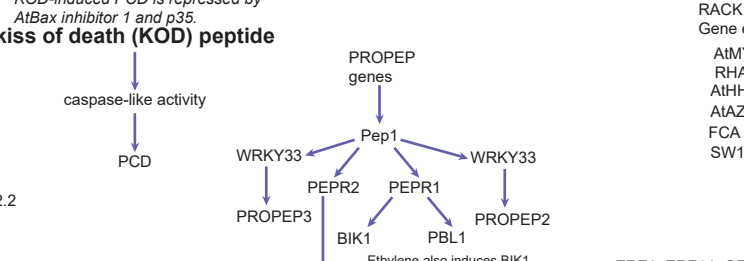 KOD-induced PCD is repressed by
AtBax inhibitor 1 and p35.
kiss of death (KOD) peptide
caspase-like activity
PCD
2.2
PROPEP
genes
Pep1
WRKY33
WRKY33
PEPR2
PEPR1
PROPEP3
PROPEP2
BIK1
PBL1
Ethylene also induces BIK1
RACK
Gene e
AtMY
RHA
AtHH
AtAZ
FCA
SW1